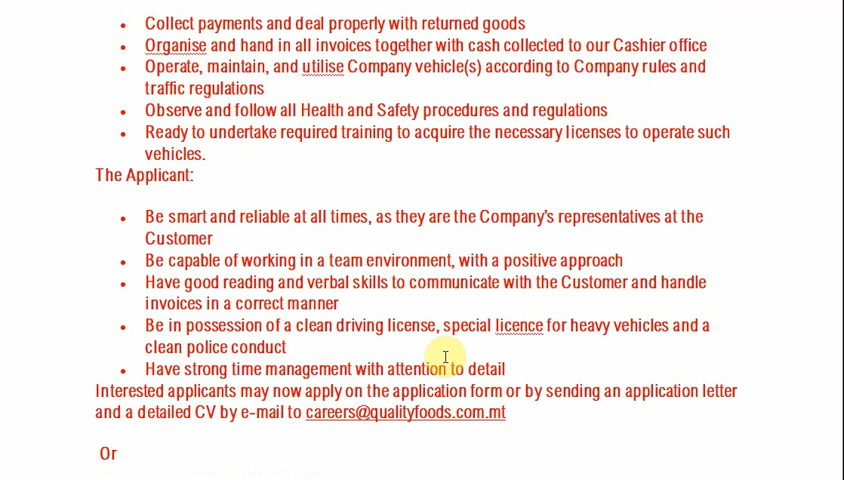 Collect payments and deal properly with returned goods
Organise and hand in all invoices together with cash collected to our Cashier office
Operate, maintain, and utilise Company vehicle(s) according to Company rules and
traffic regulations
Observe and follow all Health and Safety procedures and regulations
Ready to undertake required training to acquire the necessary licenses to operate such
vehicles.
The Applicant:
Be smart and reliable at all times, as they are the Company's representatives at the
Customer
Be capable of working in a team environment, with a positive approach
Have good reading and verbal skills to communicate with the Customer and handle
invoices in a correct manner
Be in possession of a clean driving license, special licence for heavy vehicles and a
clean police conduct
Have strong time management with attention to detail
Interested applicants may now apply on the application form or by sending an application letter
and a detailed CV by e-mail to careers@qualityfoods.com.mt
Or